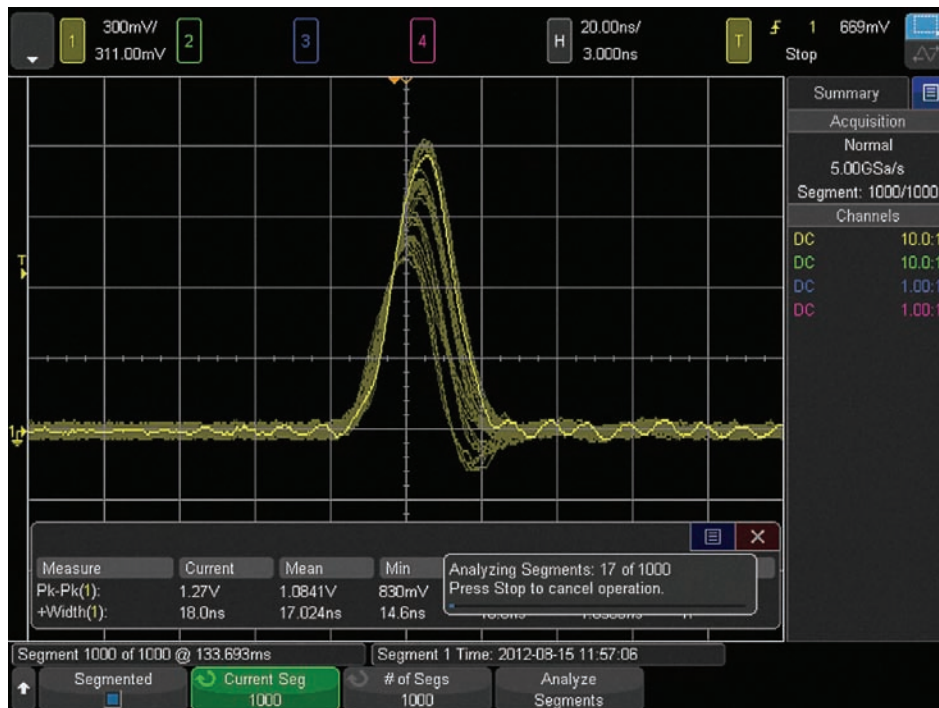 1 300mV/ 2 3 4 H 20.00ns/ T 1 669mV
311.00mV 3.000ns Stop
Summary
Acquisition
Normal
5.00GSa/s
Segment: 1000/1000
Channels
DC 10.0:1
DC 10.0:1
DC 1.00:1
DC 1.00:1
T
1
Measure Current Mean Min
Pk-Pk(1): 1.27V 1.0841V 830mV
+Width(1): 18.0ns 17.024ns 14.6ns
Analyzing Segments: 17 of 1000
Press Stop to cancel operation.
Segment 1000 of 1000 @ 133.693ms Segment 1 Time: 2012-08-15 11:57:06
Segmented Current Seg # of Segs Analyze
1000 1000 Segments